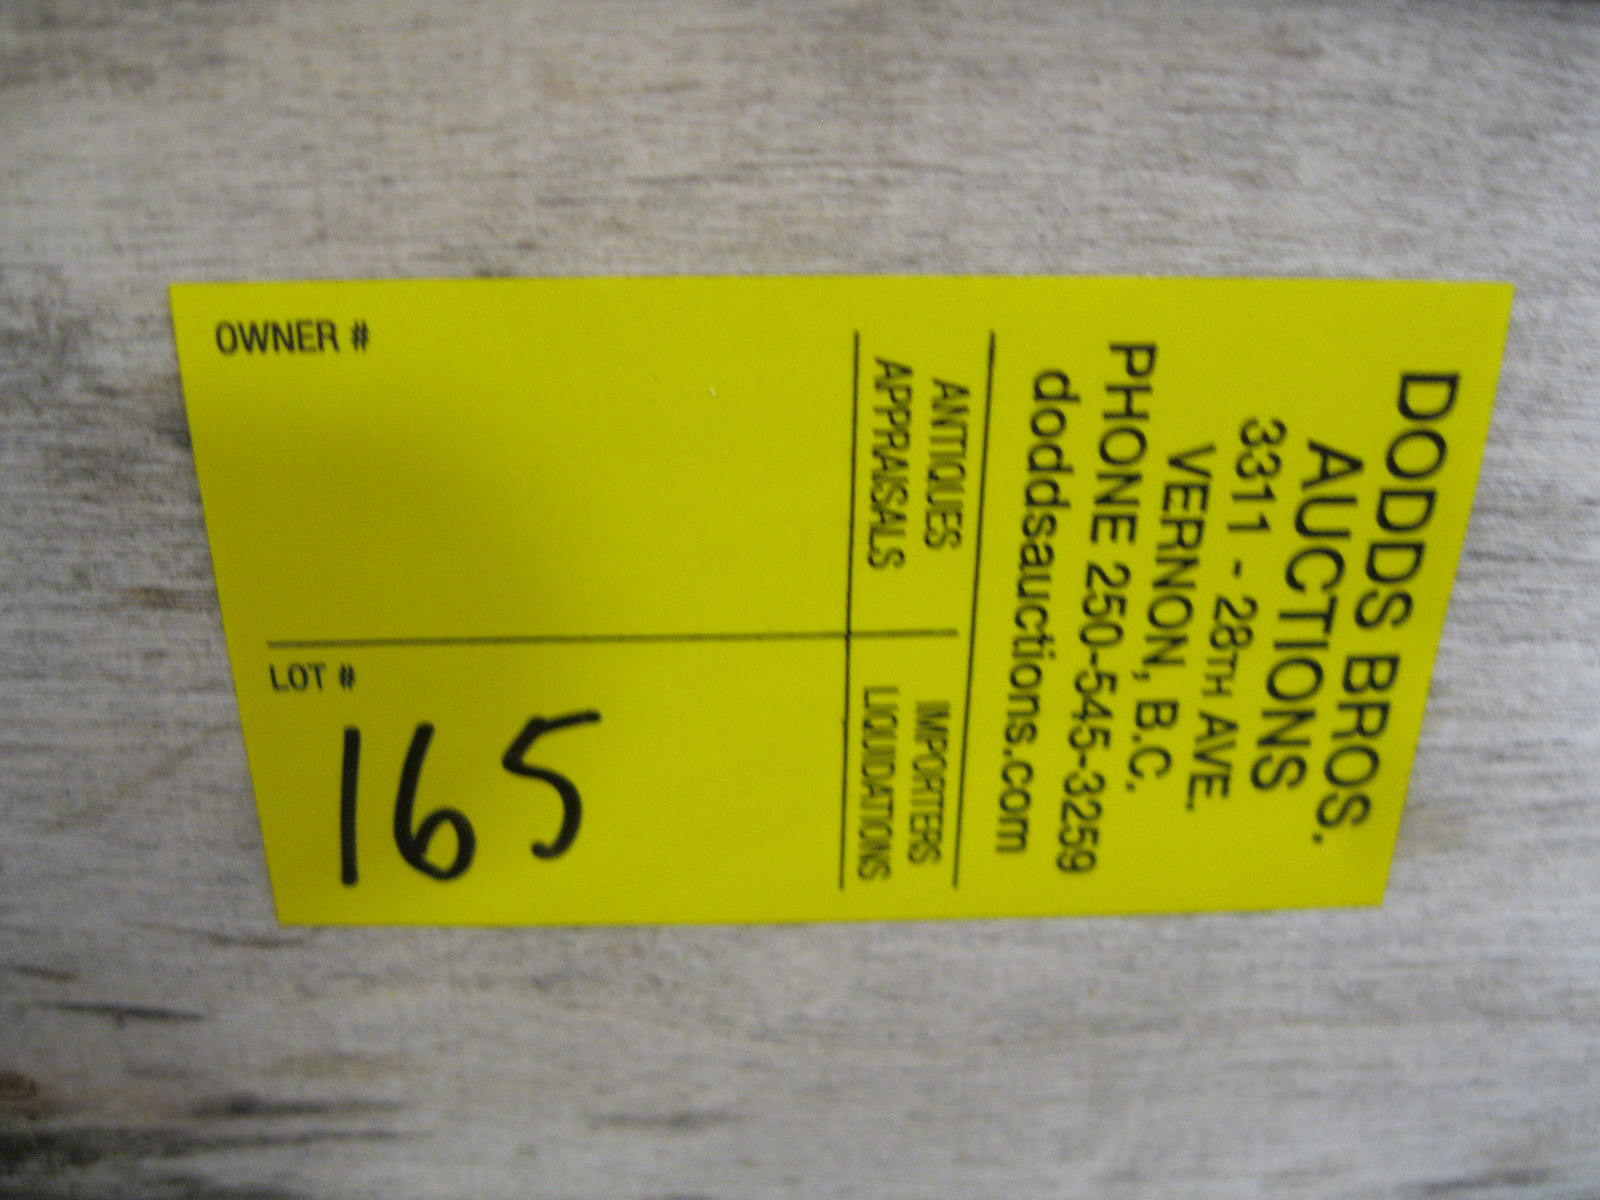 DODDS BROS.
AUCTIONS
3311 - 28TH AVE.
VERNON, B.C.
PHONE 250-545-3259
doddsauctions.com
ANTIQUES IMPORTERS
APPRAISALS LIQUIDATIONS
OWNER #
LOT #
165